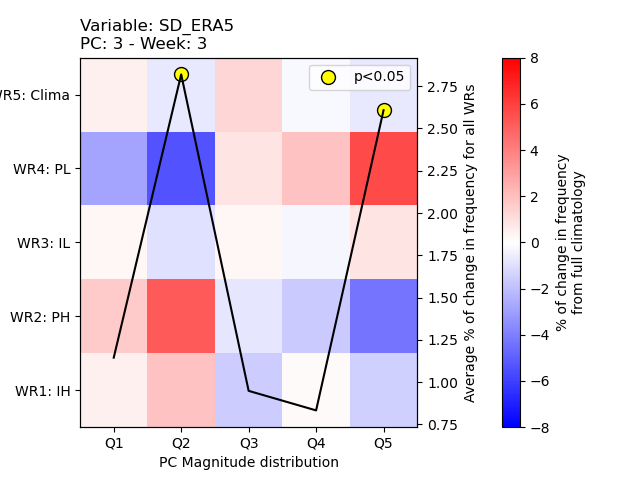 Variable: SD_ERA5
PC: 3 - Week: 3
p<0.05
WR5: Clima
WR4: PL
WR3: IL
WR2: PH
WR1: IH
Q1 Q2 Q3 Q4 Q5
PC Magnitude distribution
2.75
2.50
2.25
2.00
1.75
1.50
1.25
1.00
0.75
Average % of change in frequency for all WRs
8
6
4
2
0
−2
−4
−6
−8
% of change in frequency
from full climatology